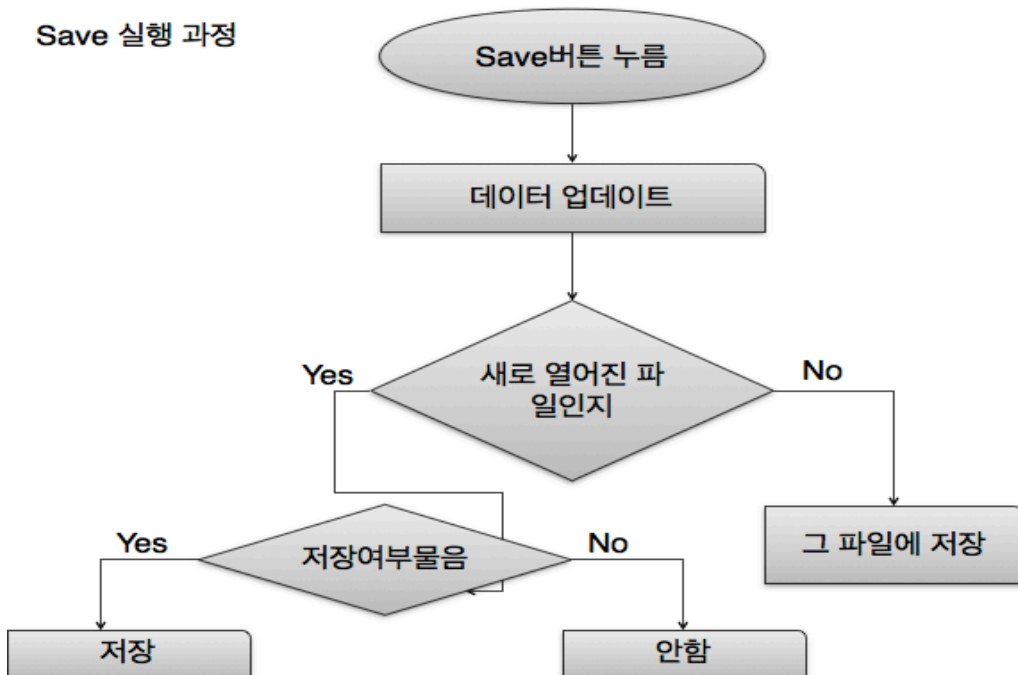 Save 실행 과정
Save버튼 누름
데이터 업데이트
새로 열어진 파
일인지
Yes
No
저장여부물음
Yes
No
그 파일에 저장
저장
안함